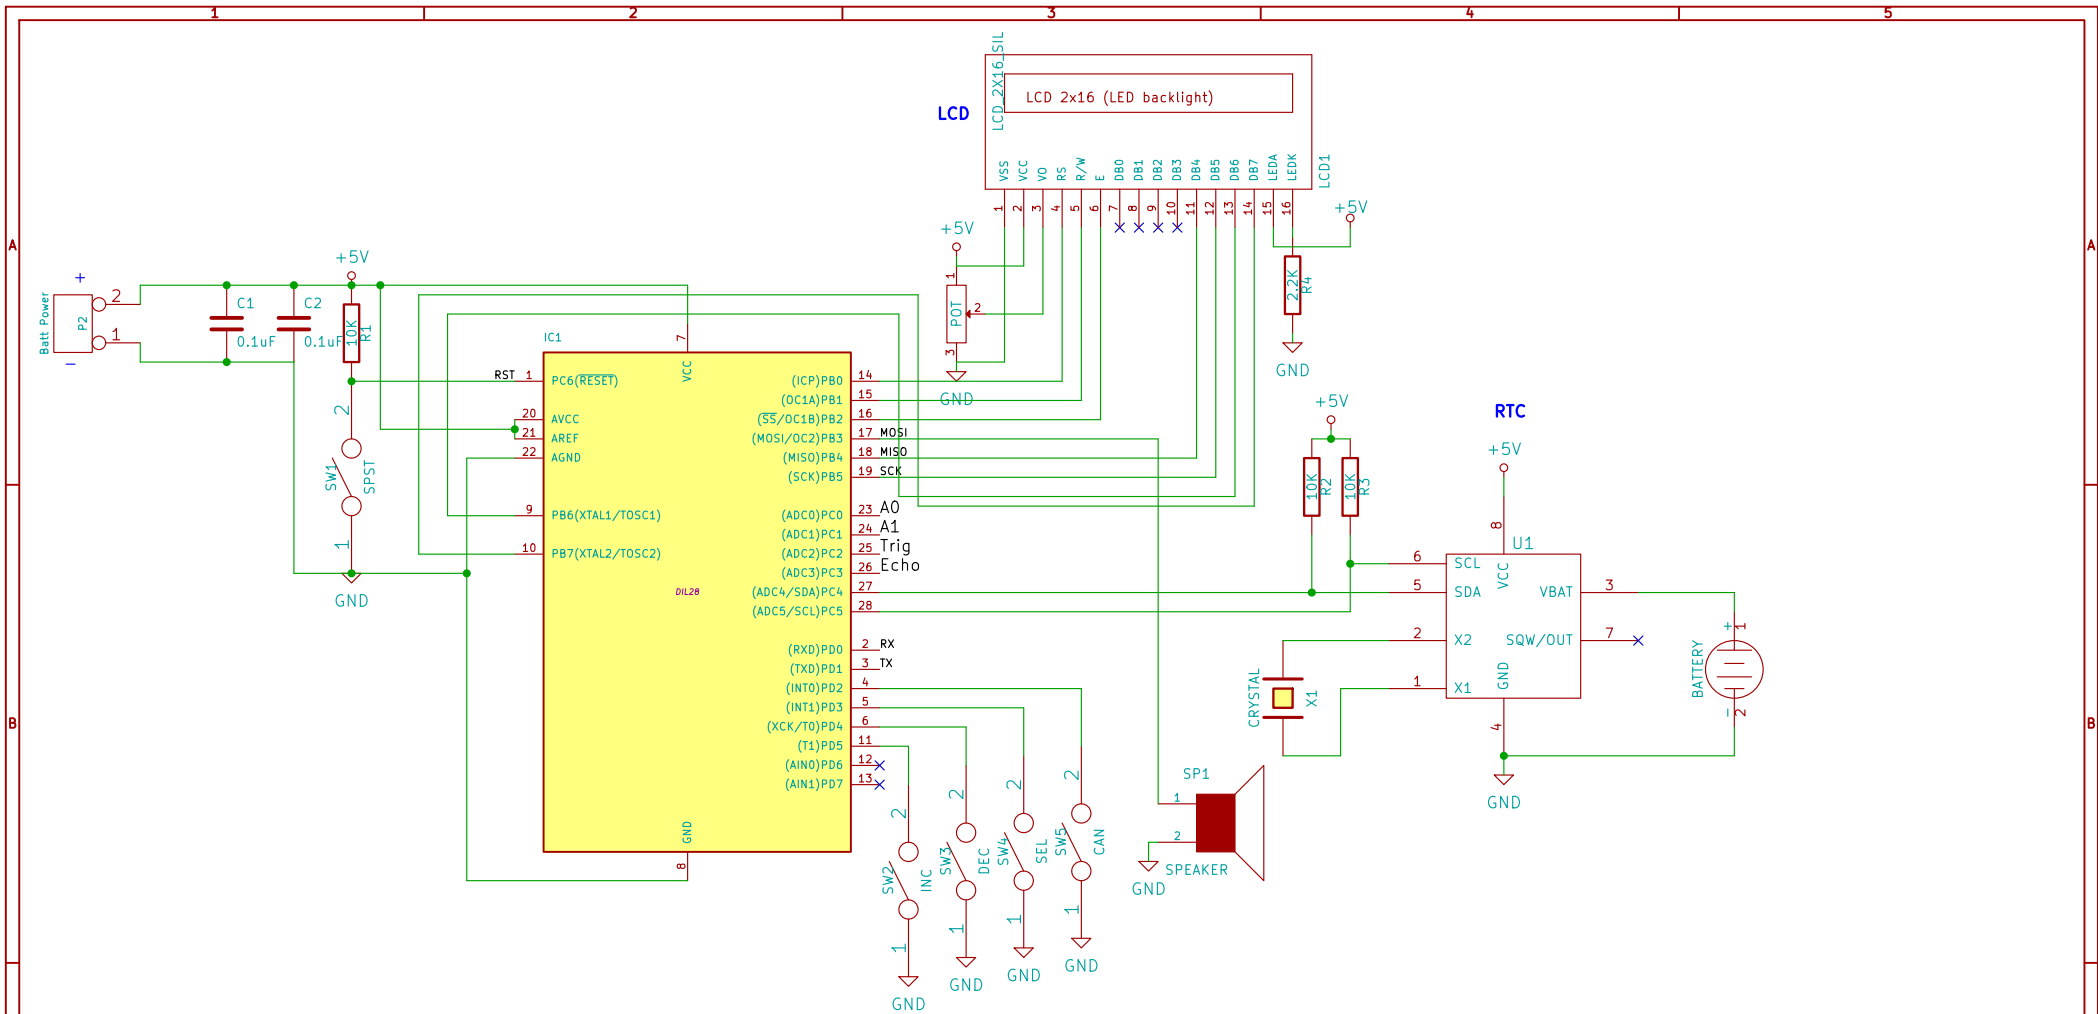 1 2 3 4 5
A A
B B
LCD
LCD_2X16_SIL
LCD 2x16 (LED backlight)
LCD1
VSS VCC VO RS R/W E DB0 DB1 DB2 DB3 DB4 DB5 DB6 DB7 LEDA LEDK
1 2 3 4 5 6 7 8 9 10 11 12 13 14 15 16
+5V
+5V
POT
1
2
3
GND
2.2K
R4
GND
+
Batt Power
P2
2
1
−
C1
0.1uF
C2
0.1uF
+5V
10K
R1
2
SW1
SPST
1
GND
IC1
7
VCC
RST 1 PC6(RESET)
20 AVCC
21 AREF
22 AGND
9 PB6(XTAL1/TOSC1)
10 PB7(XTAL2/TOSC2)
DIL28
GND
8
(ICP)PB0 14
(OC1A)PB1 15
(SS/OC1B)PB2 16
(MOSI/OC2)PB3 17 MOSI
(MISO)PB4 18 MISO
(SCK)PB5 19 SCK
(ADC0)PC0 23 A0
(ADC1)PC1 24 A1
(ADC2)PC2 25 Trig
(ADC3)PC3 26 Echo
(ADC4/SDA)PC4 27
(ADC5/SCL)PC5 28
(RXD)PD0 2 RX
(TXD)PD1 3 TX
(INT0)PD2 4
(INT1)PD3 5
(XCK/T0)PD4 6
(T1)PD5 11
(AIN0)PD6 12
(AIN1)PD7 13
2
SW2
INC
1
GND
2
SW3
DEC
1
GND
2
SW4
SEL
1
GND
2
SW5
CAN
1
GND
SP1
1
2
SPEAKER
GND
+5V
10K
R2
10K
R3
RTC
+5V
8
U1
VCC
6 SCL
5 SDA
2 X2
1 X1
VBAT 3
SQW/OUT 7
GND
4
GND
CRYSTAL
X1
BATTERY
+
1
−
2